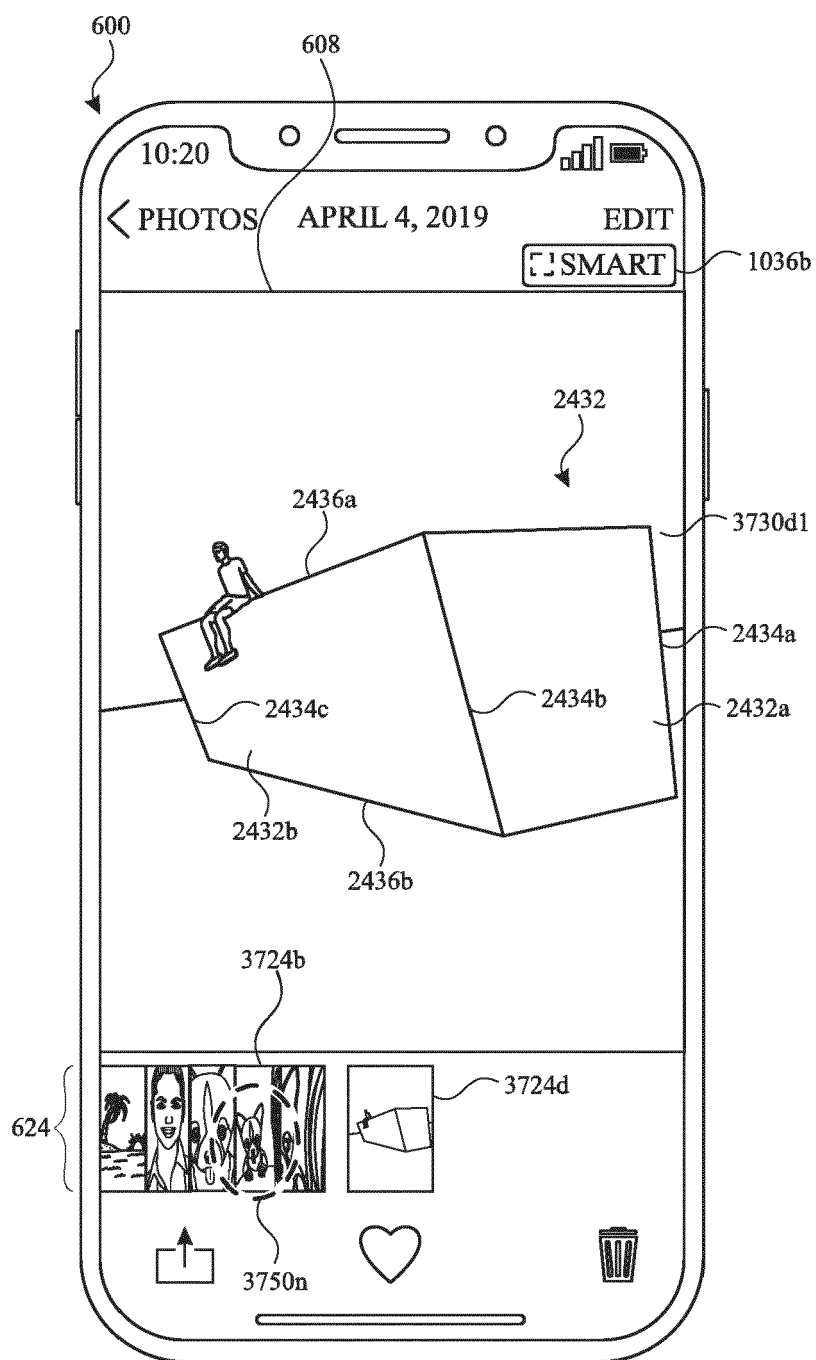 600
608
10:20
PHOTOS APRIL 4, 2019 EDIT
SMART 1036b
2432
2436a
3730d1
2434a
2434c 2434b 2432a
2432b
2436b
3724b
3724d
624
3750n